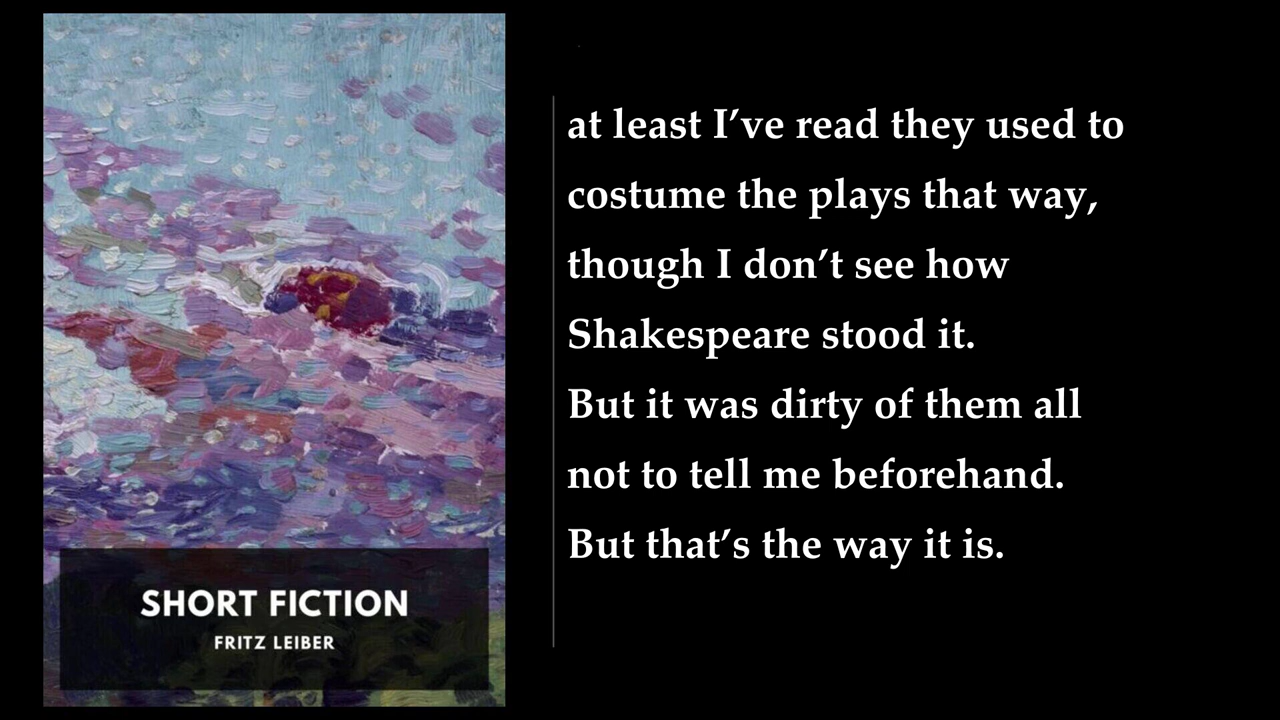 at least I’ve read they used to
costume the plays that way,
though I don’t see how
Shakespeare stood it.
But it was dirty of them all
not to tell me beforehand.
But that’s the way it is.
SHORT FICTION
FRITZ LEIBER